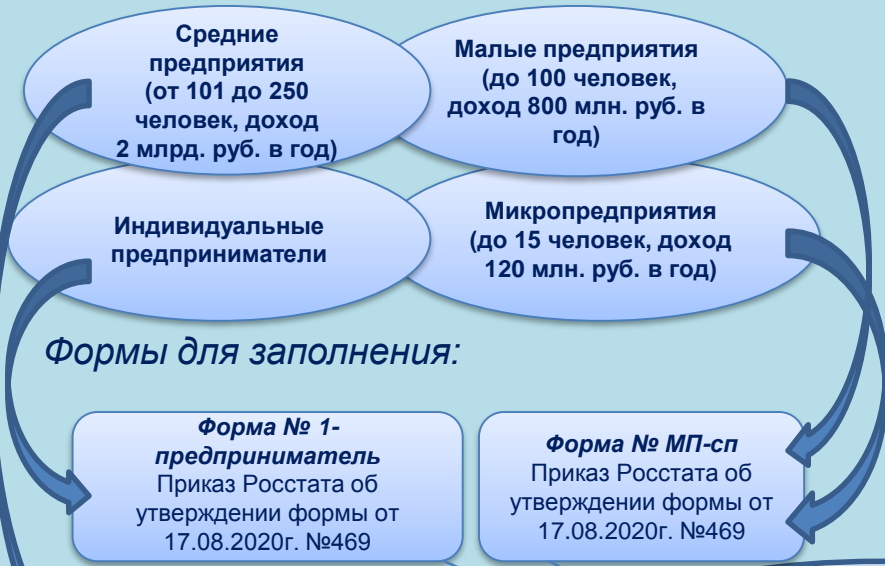 Средние
предприятия
(от 101 до 250
человек, доход
2 млрд. руб. в год)
Малые предприятия
(до 100 человек,
доход 800 млн. руб. в
год)
Индивидуальные
предприниматели
Микропредприятия
(до 15 человек, доход
120 млн. руб. в год)
Формы для заполнения:
Форма № 1-
предприниматель
Приказ Росстата об
утверждении формы от
17.08.2020г. №469
Форма № МП-сп
Приказ Росстата об
утверждении формы от
17.08.2020г. №469